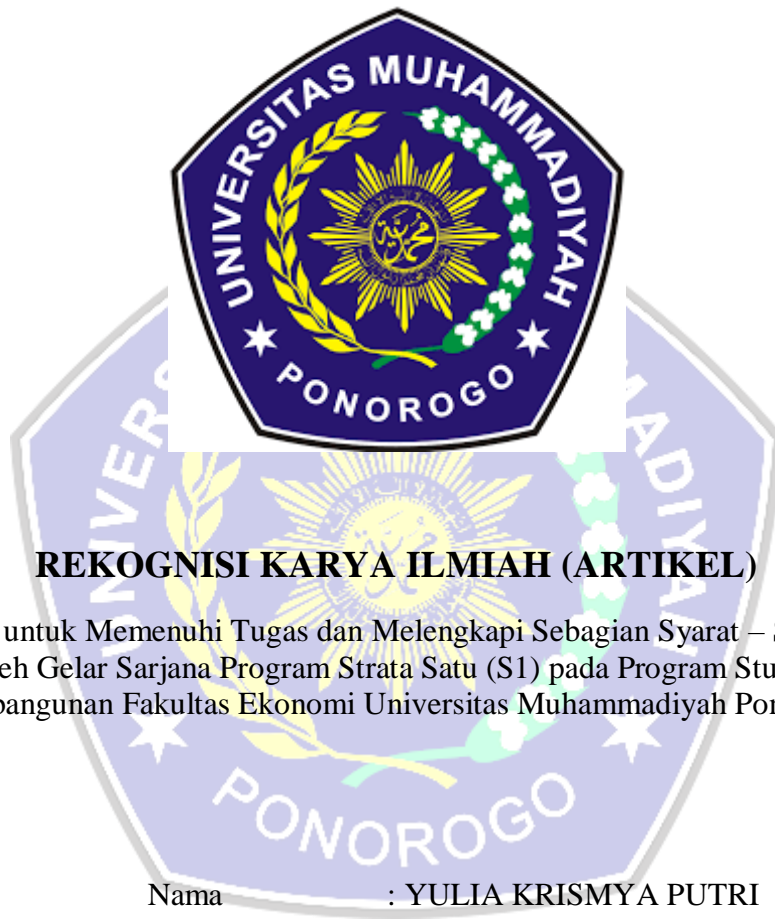 UNIVERSITAS MUHAMMADIYAH
PONOROGO
REKOGNISI KARYA ILMIAH (ARTIKEL)
untuk Memenuhi Tugas dan Melengkapi Sebagian Syarat –
Gelar Sarjana Program Strata Satu (S1) pada Program
Fakultas Ekonomi Universitas Muhammadiyah
PONOROGO
Nama : YULIA KRISMYA PUTRI